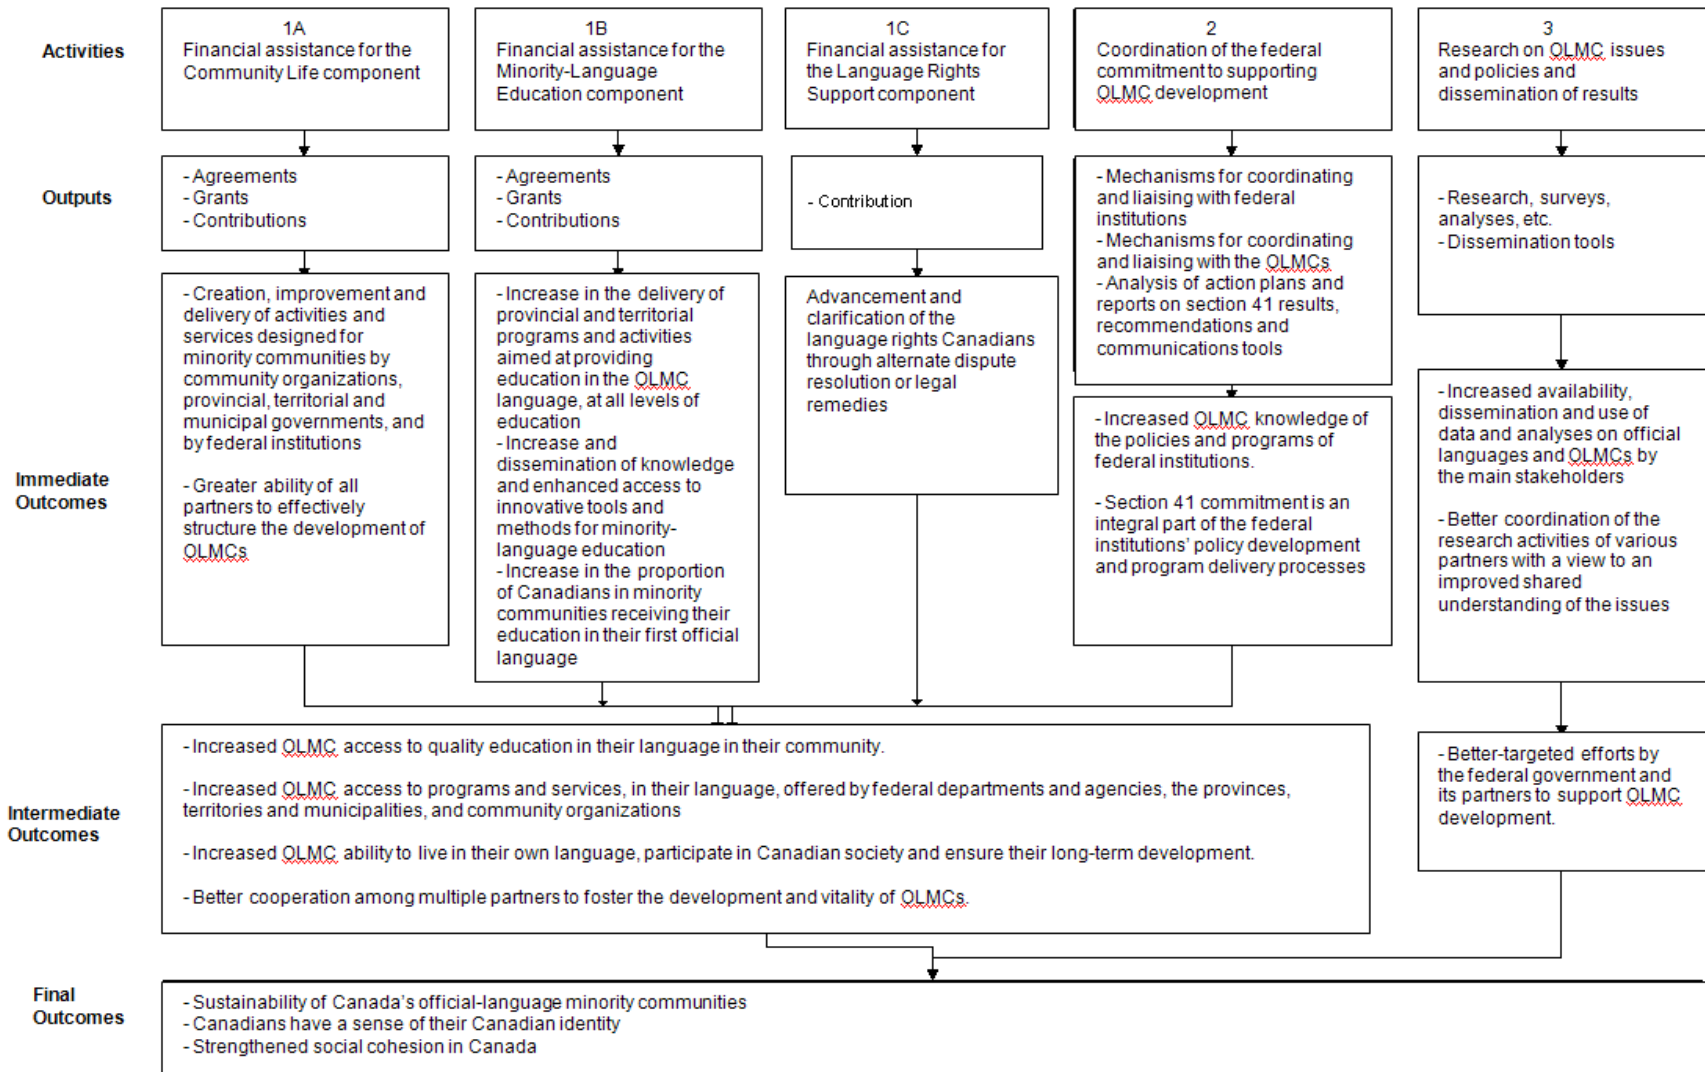 Activities
1A
Financial assistance for the
Community Life component
1B
Financial assistance for the
Minority-Language
Education component
1C
Financial assistance for
the Language Rights
Support component
2
Coordination of the federal
commitment to supporting
OLMC development
3
Research on OLMC issues
and policies and
dissemination of results
Outputs
- Agreements
- Grants
- Contributions
- Agreements
- Grants
- Contributions
- Contribution
- Mechanisms for coordinating
and liaising with federal
institutions
- Mechanisms for coordinating
and liaising with the OLMCs
- Analysis of action plans and
reports on section 41 results,
recommendations and
communications tools
- Research, surveys,
analyses, etc.
- Dissemination tools
Immediate
Outcomes
- Creation, improvement and
delivery of activities and
services designed for
minority communities by
community organizations,
provincial, territorial and
municipal governments, and
by federal institutions
- Greater ability of all
partners to effectively
structure the development of
OLMCs
- Increase in the delivery of
provincial and territorial
programs and activities
aimed at providing
education in the OLMC
language, at all levels of
education
- Increase and
dissemination of knowledge
and enhanced access to
innovative tools and
methods for minority-
language education
- Increase in the proportion
of Canadians in minority
communities receiving their
education in their first official
language
Advancement and
clarification of the
language rights Canadians
through alternate dispute
resolution or legal
remedies
- Increased OLMC knowledge of
the policies and programs of
federal institutions.
- Section 41 commitment is an
integral part of the federal
institutions' policy development
and program delivery processes
- Increased availability,
dissemination and use of
data and analyses on official
languages and OLMCs by
the main stakeholders
- Better coordination of the
research activities of various
partners with a view to an
improved shared
understanding of the issues
Intermediate
Outcomes
- Increased OLMC access to quality education in their language in their community.
- Increased OLMC access to programs and services, in their language, offered by federal departments and agencies, the provinces,
territories and municipalities, and community organizations
- Increased OLMC ability to live in their own language, participate in Canadian society and ensure their long-term development.
- Better cooperation among multiple partners to foster the development and vitality of OLMCs.
- Better-targeted efforts by
the federal government and
its partners to support OLMC
development.
Final
Outcomes
- Sustainability of Canada's official-language minority communities
- Canadians have a sense of their Canadian identity
- Strengthened social cohesion in Canada